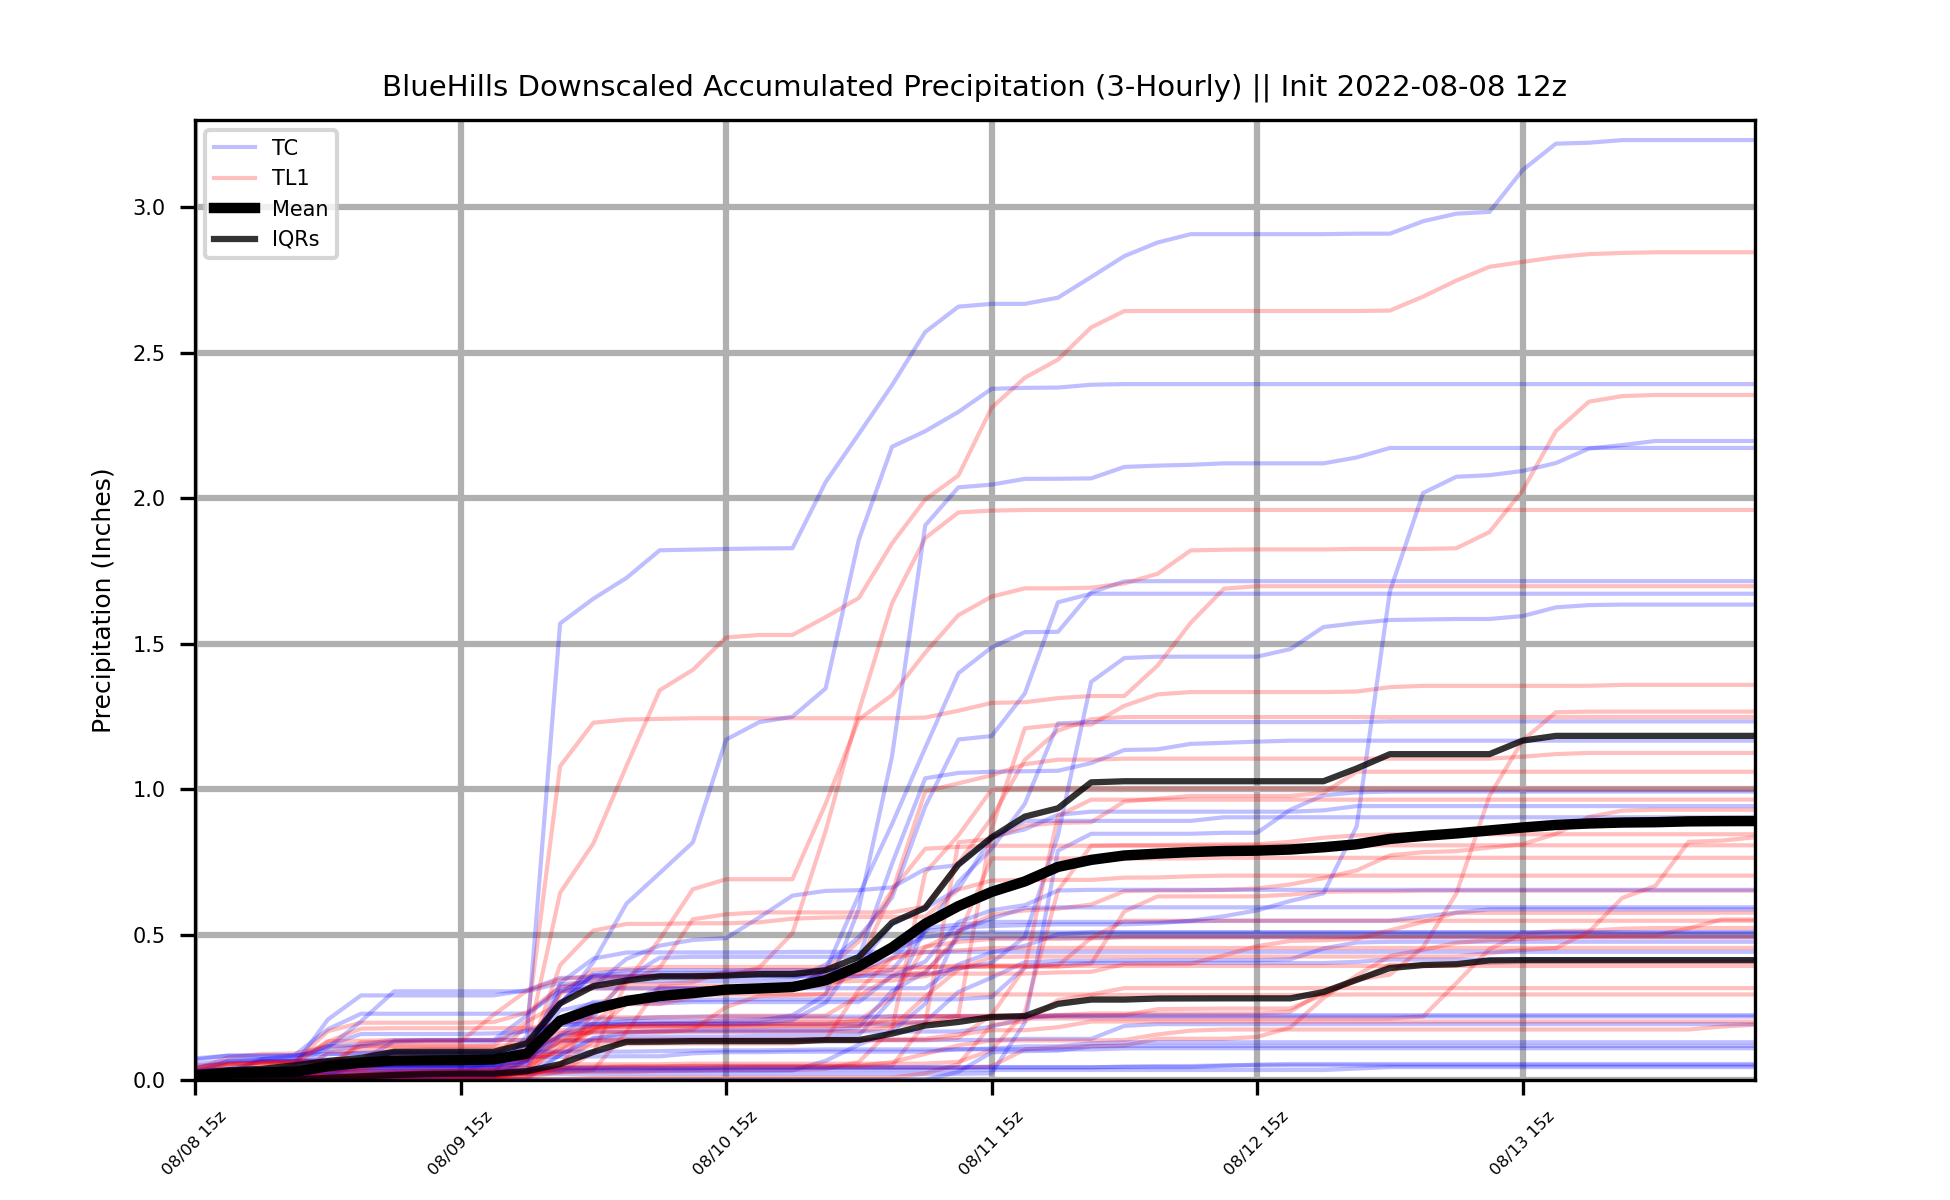 BlueHills Downscaled Accumulated Precipitation (3-Hourly) || Init 2022-08-08 12z
TC
TL1
Mean
IQRs
Precipitation (Inches)
3.0
2.5
2.0
1.5
1.0
0.5
0.0
08/08 15z
08/09 15z
08/10 15z
08/11 15z
08/12 15z
08/13 15z